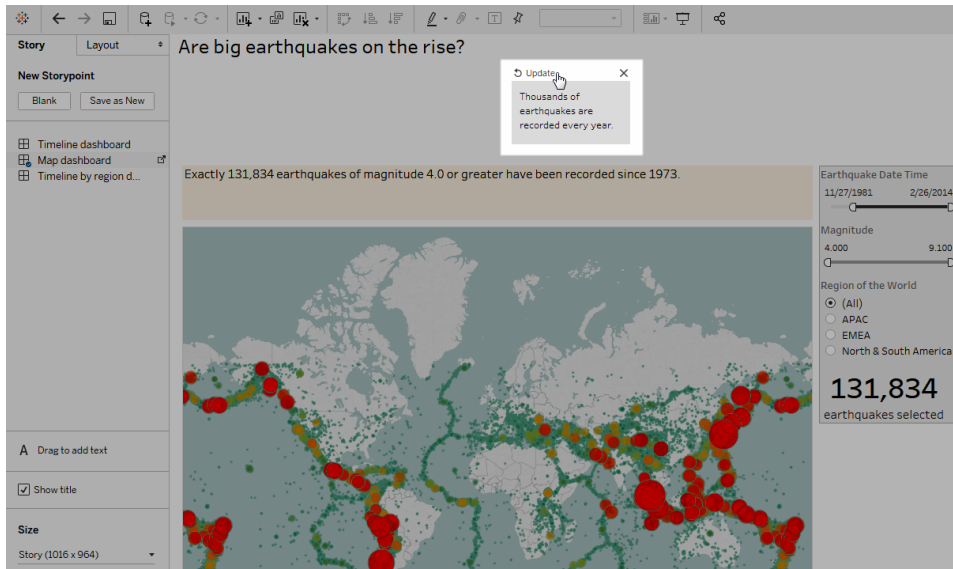 Story Layout
New Storypoint
Blank Save as New
Timeline dashboard
Map dashboard
Timeline by region d...
A Drag to add text
Show title
Size
Story (1016 x 964)
Are big earthquakes on the rise?
Update
Thousands of
earthquakes are
recorded every year.
Exactly 131,834 earthquakes of magnitude 4.0 or greater have been recorded since 1973.
Earthquake Date Time
11/27/1981 2/26/2014
Magnitude
4.000 9.100
Region of the World
(All)
APAC
EMEA
North & South America
131,834
earthquakes selected